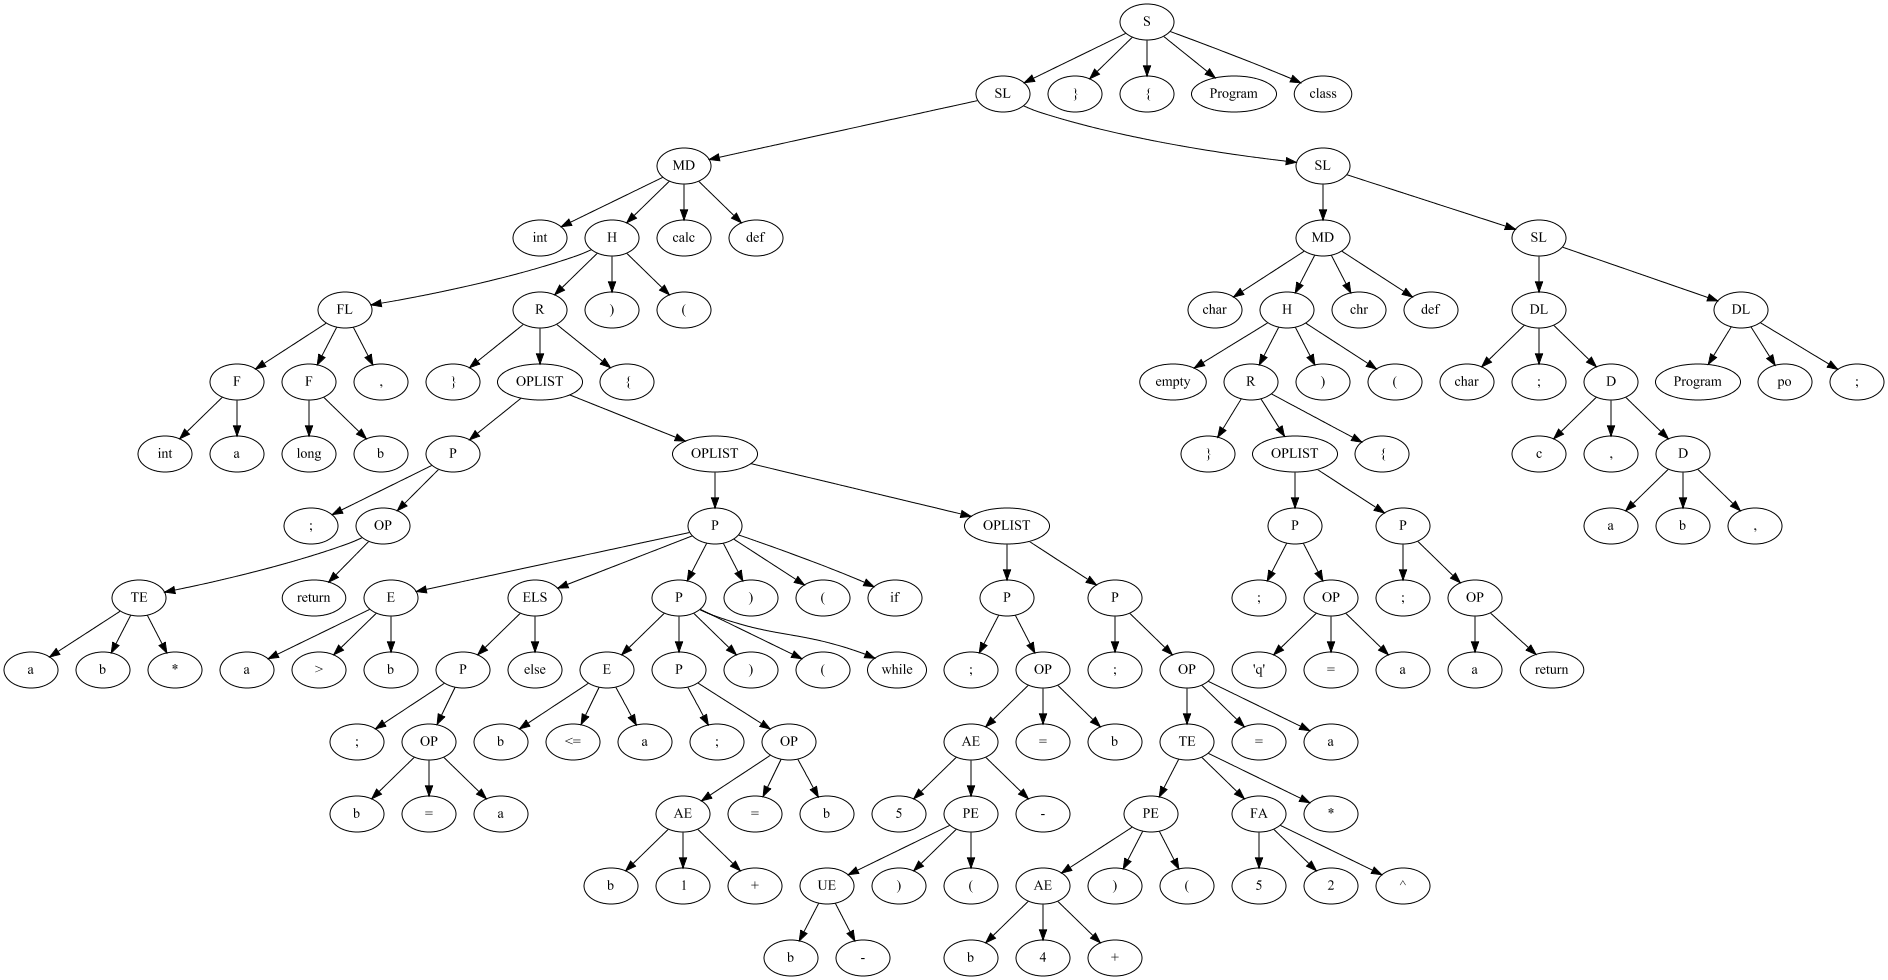 S
SL } { Program class
MD SL
int H calc def MD SL
FL R ) ( char H chr def DL DL
F F , } OPLIST { empty R ) ( char ; D Program po ;
int a long b P OPLIST } OPLIST { c , D
; OP P OPLIST P P a b ,
TE return E ELS P ) ( if P P ; OP ; OP
a b * a > b P else E P ) ( while ; OP ; OP 'q' = a a return
; OP b <= a ; OP AE = b TE = a
b = a AE = b 5 PE - PE FA *
b 1 + UE ) ( AE ) ( 5 2 ^
b - b 4 +